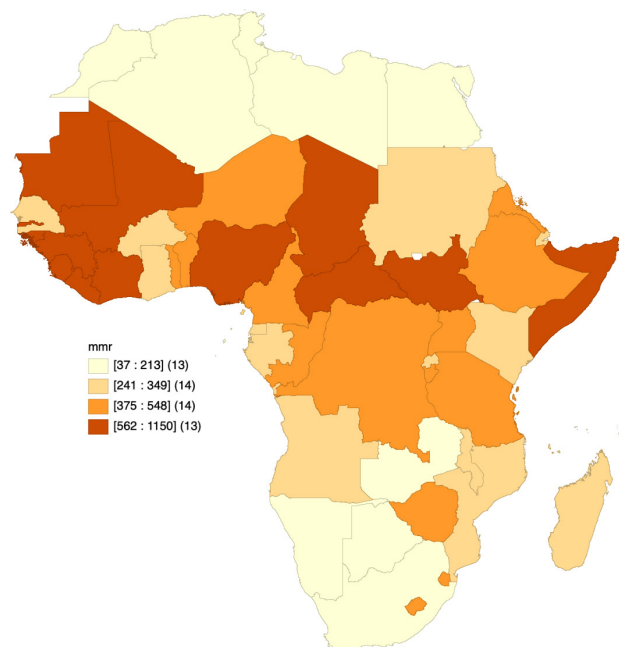 mmr
[37 : 213] (13)
[241 : 349] (14)
[375 : 548] (14)
[562 : 1150] (13)